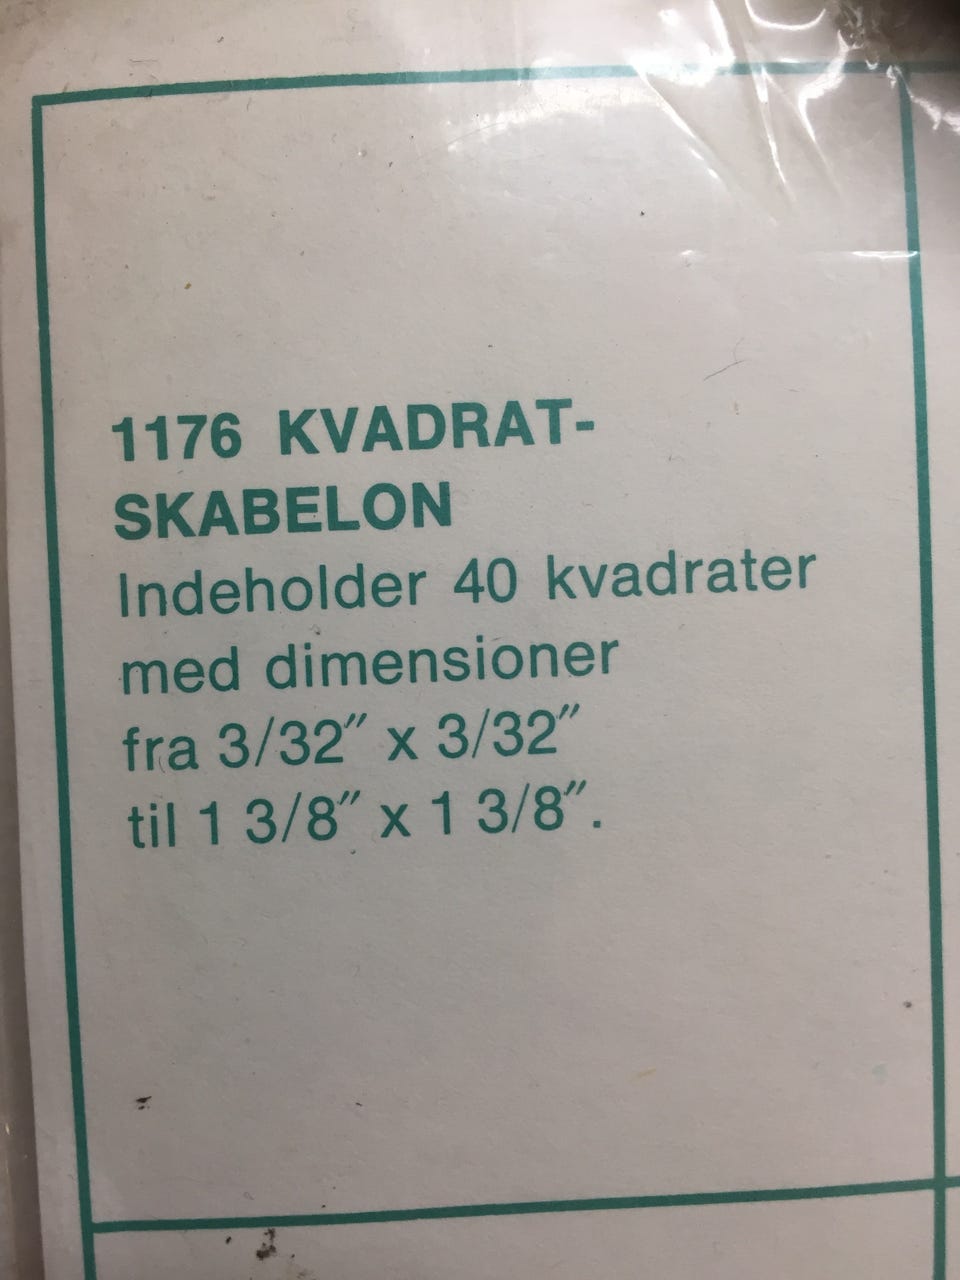 1176 KVADRAT-
SKABELON
Indeholder 40 kvadrater
med dimensioner
fra 3/32″ x 3/32″
til 1 3/8″ x 1 3/8″.